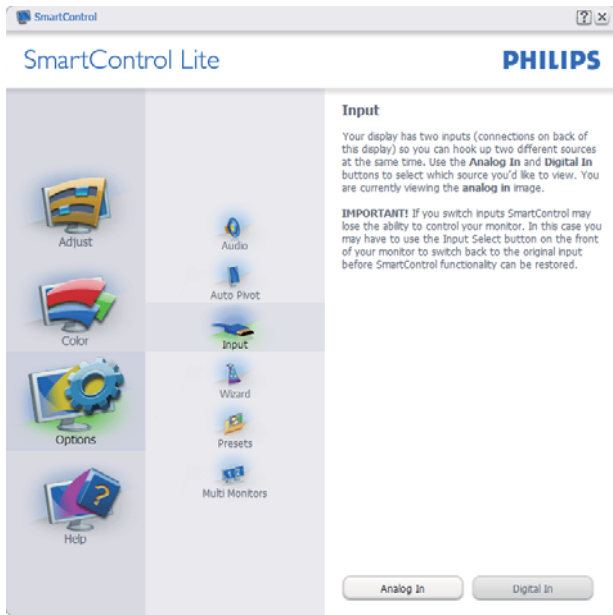 SmartControl
SmartControl Lite
PHILIPS
Adjust
Color
Options
Help
Audio
Auto Pivot
Input
Wizard
Presets
Multi Monitors
Input
Your display has two inputs (connections on back of
this display) so you can hook up two different sources
at the same time. Use the Analog In and Digital In
buttons to select which source you'd like to view. You
are currently viewing the analog in image.
IMPORTANT! If you switch inputs SmartControl may
lose the ability to control your monitor. In this case you
may have to use the Input Select button on the front
of your monitor to switch back to the original input
before SmartControl functionality can be restored.
Analog In
Digital In